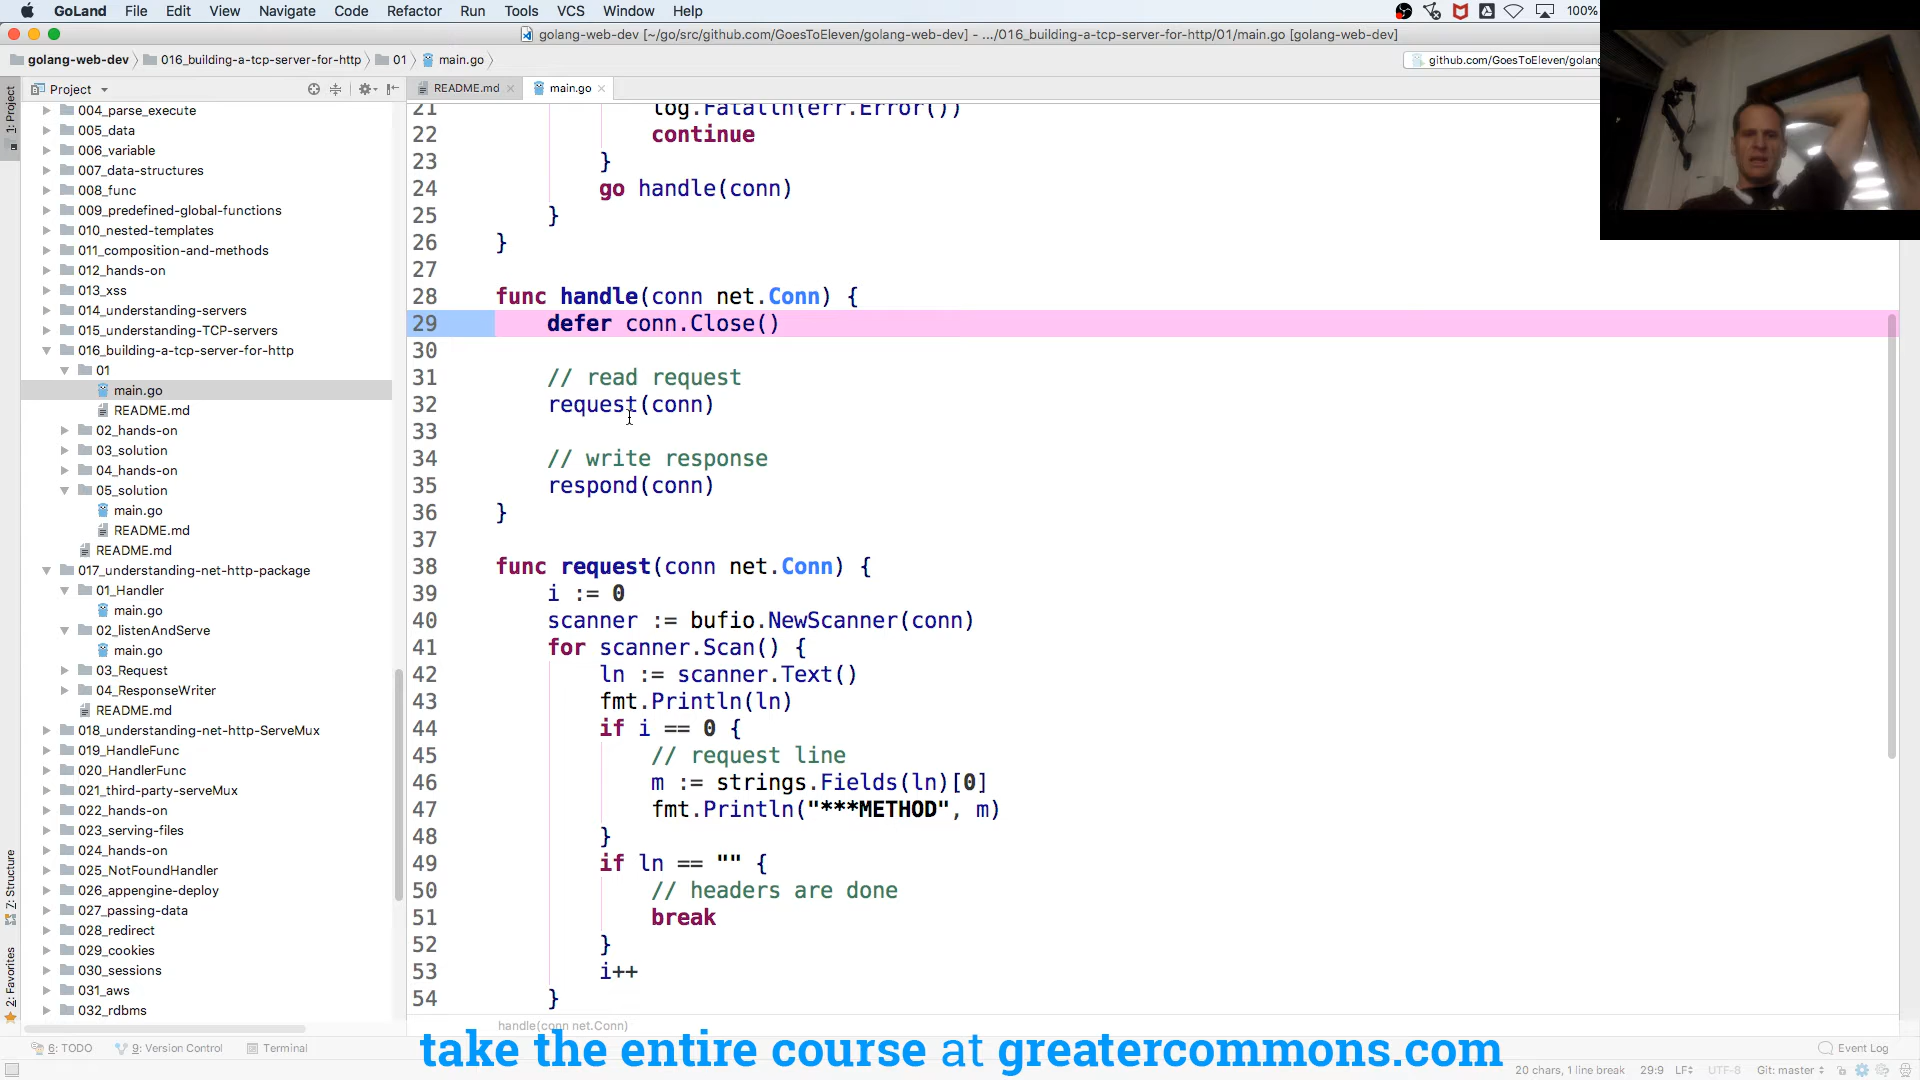 GoLand File Edit View Navigate Code Refactor Run Tools VCS Window Help 100%
golang-web-dev [~/go/src/github.com/GoesToEleven/golang-web-dev] - .../016_building-a-tcp-server-for-http/01/main.go [golang-web-dev]
golang-web-dev 016_building-a-tcp-server-for-http 01 main.go github.com/GoesToEleven/golang
1: Project
Project
README.md main.go
004_parse_execute
005_data
006_variable
007_data-structures
008_func
009_predefined-global-functions
010_nested-templates
011_composition-and-methods
012_hands-on
013_xss
014_understanding-servers
015_understanding-TCP-servers
016_building-a-tcp-server-for-http
01
main.go
README.md
02_hands-on
03_solution
04_hands-on
05_solution
main.go
README.md
README.md
017_understanding-net-http-package
01_Handler
main.go
02_listenAndServe
main.go
03_Request
04_ResponseWriter
README.md
018_understanding-net-http-ServeMux
019_HandleFunc
020_HandlerFunc
021_third-party-serveMux
022_hands-on
023_serving-files
024_hands-on
025_NotFoundHandler
026_appengine-deploy
027_passing-data
028_redirect
029_cookies
030_sessions
031_aws
032_rdbms
7: Structure
2: Favorites
21 log.Fatalln(err.Error())
22 continue
23 }
24 go handle(conn)
25 }
26 }
27
28 func handle(conn net.Conn) {
29 defer conn.Close()
30
31 // read request
32 request(conn)
33
34 // write response
35 respond(conn)
36 }
37
38 func request(conn net.Conn) {
39 i := 0
40 scanner := bufio.NewScanner(conn)
41 for scanner.Scan() {
42 ln := scanner.Text()
43 fmt.Println(ln)
44 if i == 0 {
45 // request line
46 m := strings.Fields(ln)[0]
47 fmt.Println("***METHOD", m)
48 }
49 if ln == "" {
50 // headers are done
51 break
52 }
53 i++
54 }
handle(conn net.Conn)
take the entire course at greatercommons.com
6: TODO 9: Version Control Terminal Event Log
20 chars, 1 line break 29:9 LF UTF-8 Git: master